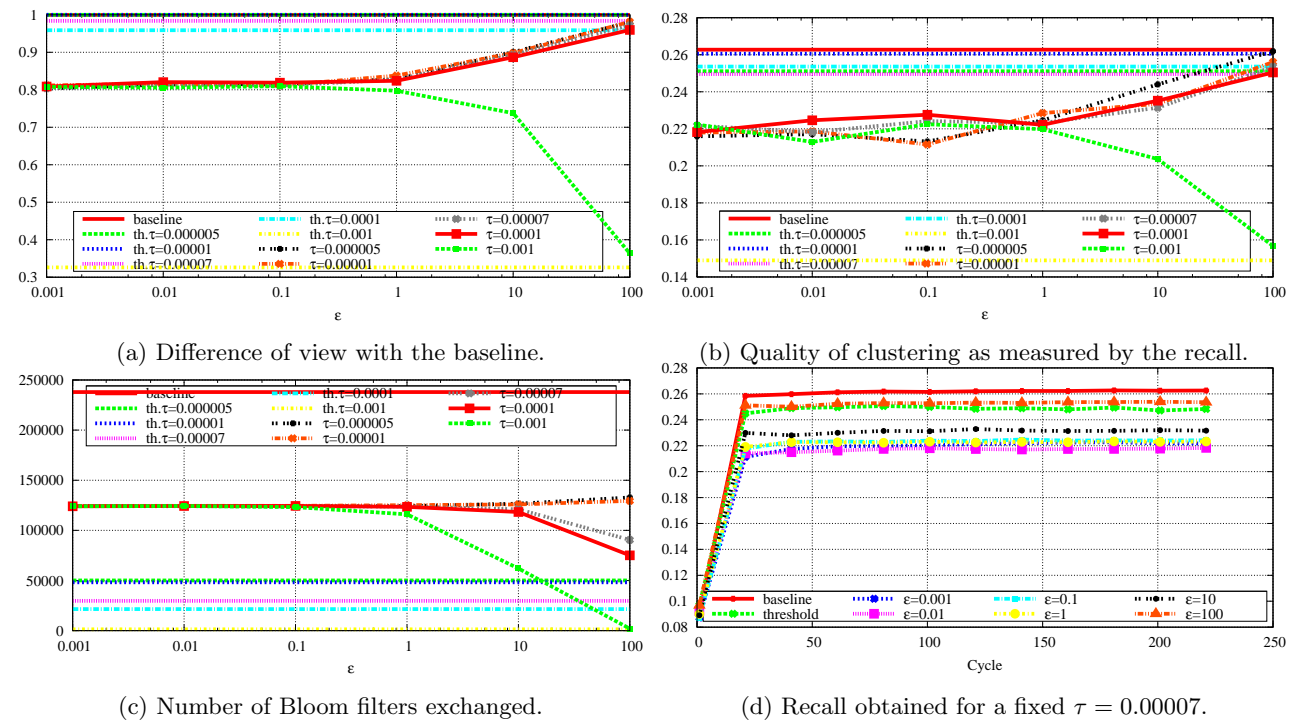 1
0.9
0.8
0.7
0.6
0.5
0.4
0.3
baseline
th.τ=0.000005
th.τ=0.00001
th.τ=0.00007
th.τ=0.0001
th.τ=0.001
τ=0.000005
τ=0.00001
τ=0.00007
τ=0.0001
τ=0.001
0.001 0.01 0.1 1 10 100
ε
(a) Difference of view with the baseline.
0.28
0.26
0.24
0.22
0.2
0.18
0.16
0.14
baseline
th.τ=0.000005
th.τ=0.00001
th.τ=0.00007
th.τ=0.0001
th.τ=0.001
τ=0.000005
τ=0.00001
τ=0.00007
τ=0.0001
τ=0.001
0.001 0.01 0.1 1 10 100
ε
(b) Quality of clustering as measured by the recall.
250000
200000
150000
100000
50000
0
baseline
th.τ=0.000005
th.τ=0.00001
th.τ=0.00007
th.τ=0.0001
th.τ=0.001
τ=0.000005
τ=0.00001
τ=0.00007
τ=0.0001
τ=0.001
0.001 0.01 0.1 1 10 100
ε
(c) Number of Bloom filters exchanged.
0.28
0.26
0.24
0.22
0.2
0.18
0.16
0.14
0.12
0.1
0.08
baseline
threshold
ε=0.001
ε=0.01
ε=0.1
ε=1
ε=10
ε=100
0 50 100 150 200 250
Cycle
(d) Recall obtained for a fixed τ = 0.00007.